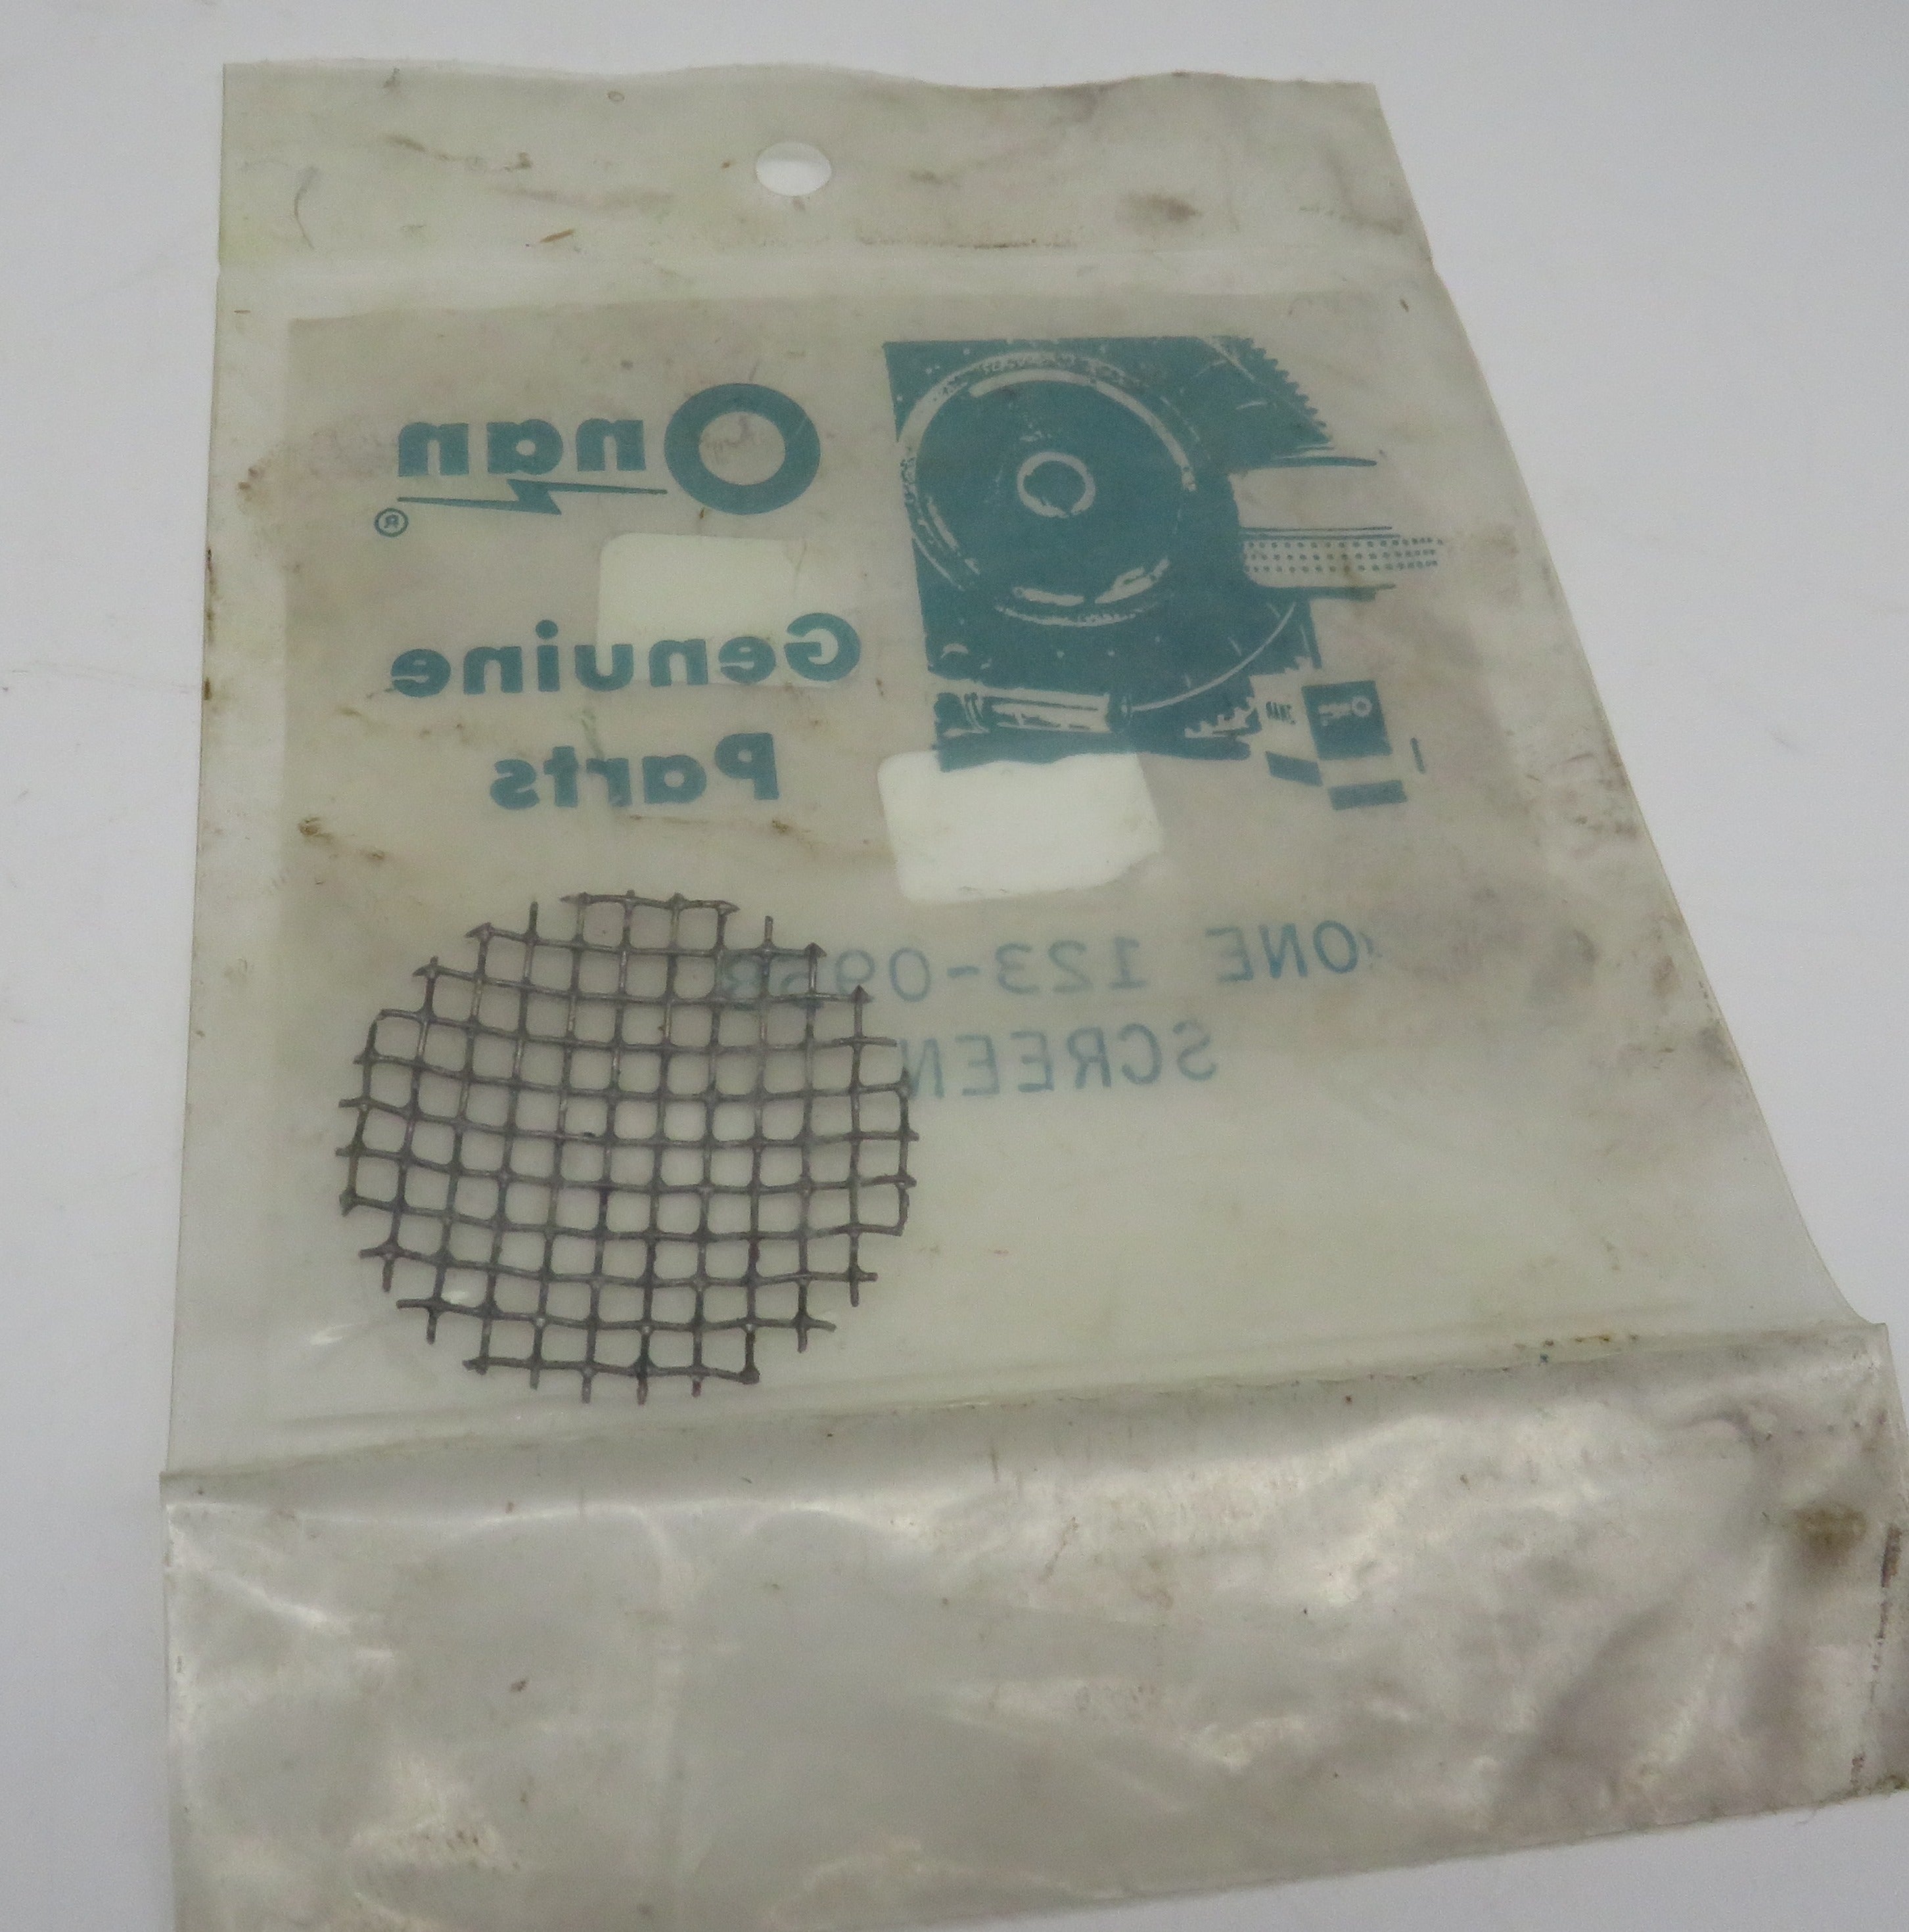 Onan
®
Genuine
Parts
ONE 123-0958
SCREEN